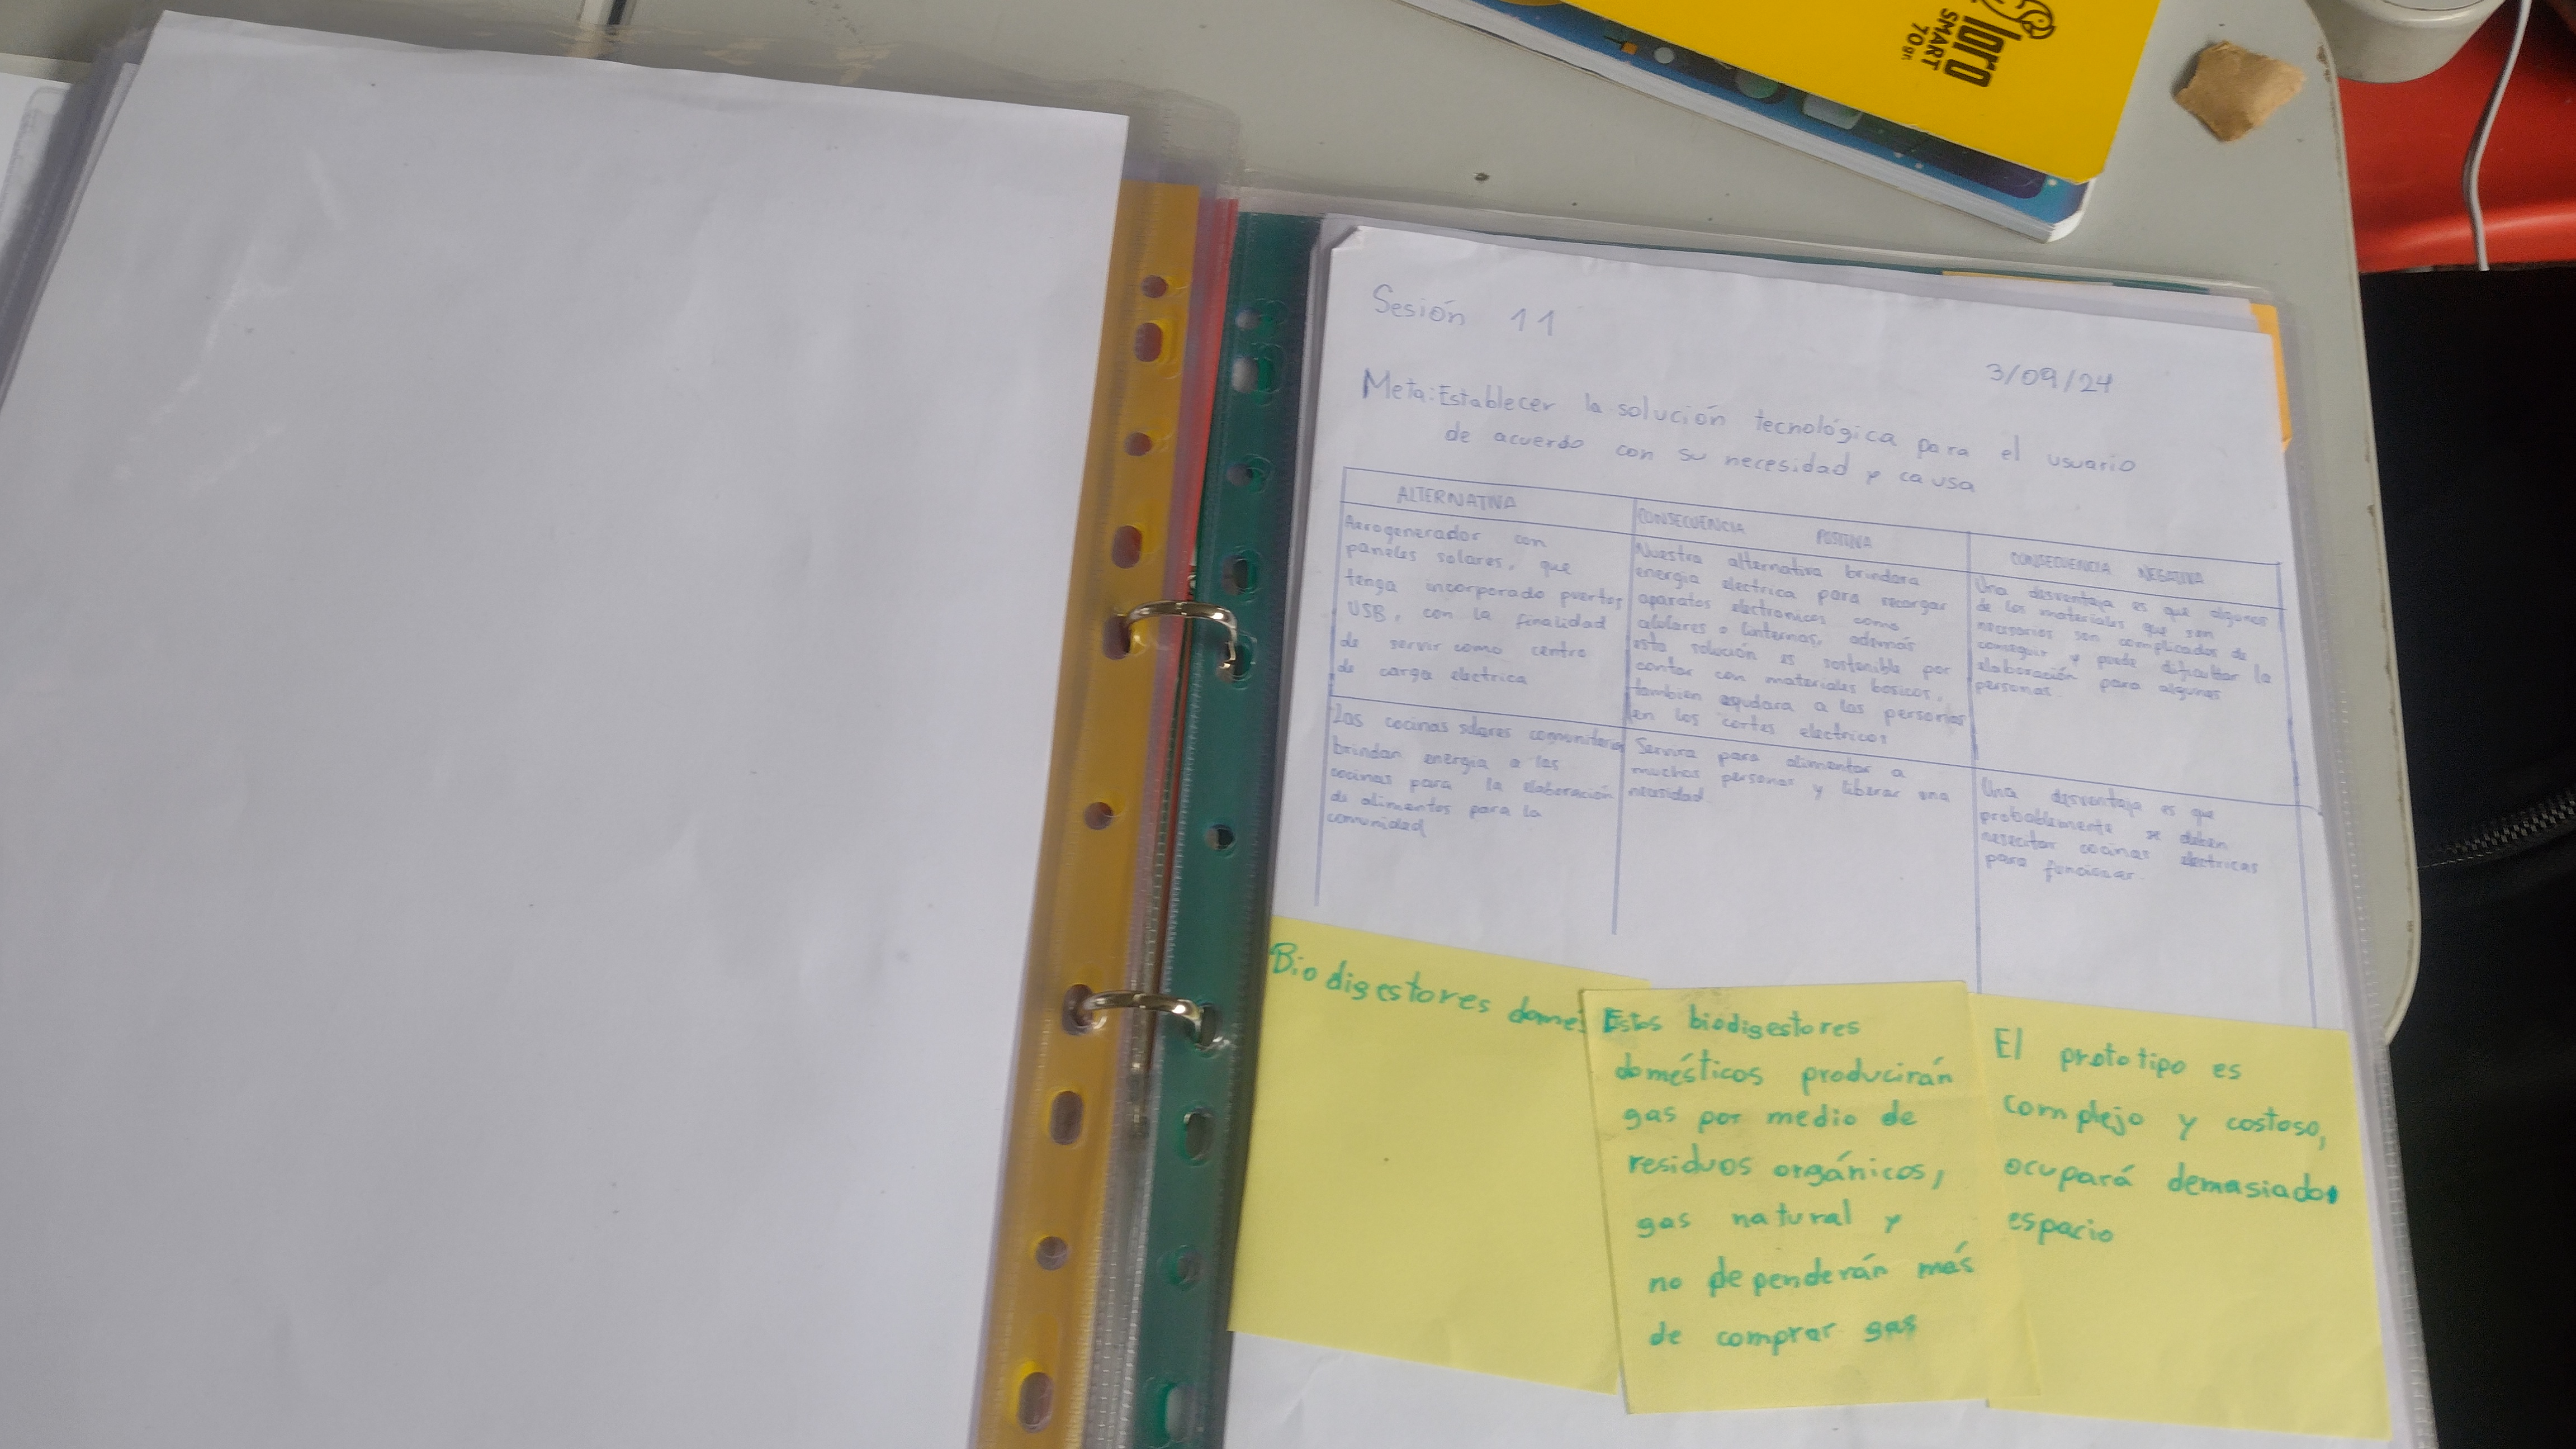 loro
SMART
70gr.
Sesión 11
3/09/24
Meta: Establecer la solución tecnológica para el usuario
de acuerdo con su necesidad y causa
ALTERNATIVA
Aerogenerador con
paneles solares, que
tenga incorporado puertos
USB, con la finalidad
de servir como centro
de carga electrica
CONSECUENCIA POSITIVA
Nuestra alternativa brindara
energia electrica para recargar
aparatos electronicos como
celulares o linternas, además
esta solución es sostenible por
contar con materiales basicos,
tambien ayudara a las personas
en los cortes electricos
CONSECUENCIA NEGATIVA
Una desventaja es que algunos
de los materiales que son
necesarios son complicados de
conseguir y puede dificultar la
elaboración para algunas
personas.
Las cocinas solares comunitarias
brindan energia a las
cocinas para la elaboración
de alimentos para la
comunidad
Servira para alimentar a
muchas personas y liberar una
necesidad.
Una desventaja es que
probablemente se deben
necesitar cocinas electricas
para funcionar.
Biodigestores domés
Estos biodigestores
domésticos producirán
gas por medio de
residuos orgánicos,
gas natural y
no dependerán más
de comprar gas
El prototipo es
complejo y costoso,
ocupará demasiado
espacio